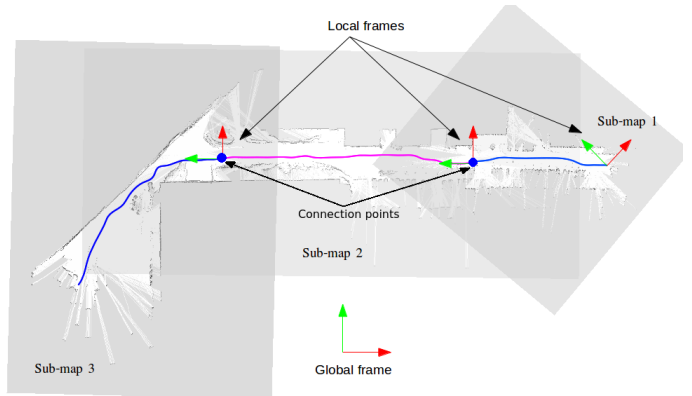 Local frames
Sub-map 1
Connection points
Sub-map 2
Sub-map 3
Global frame